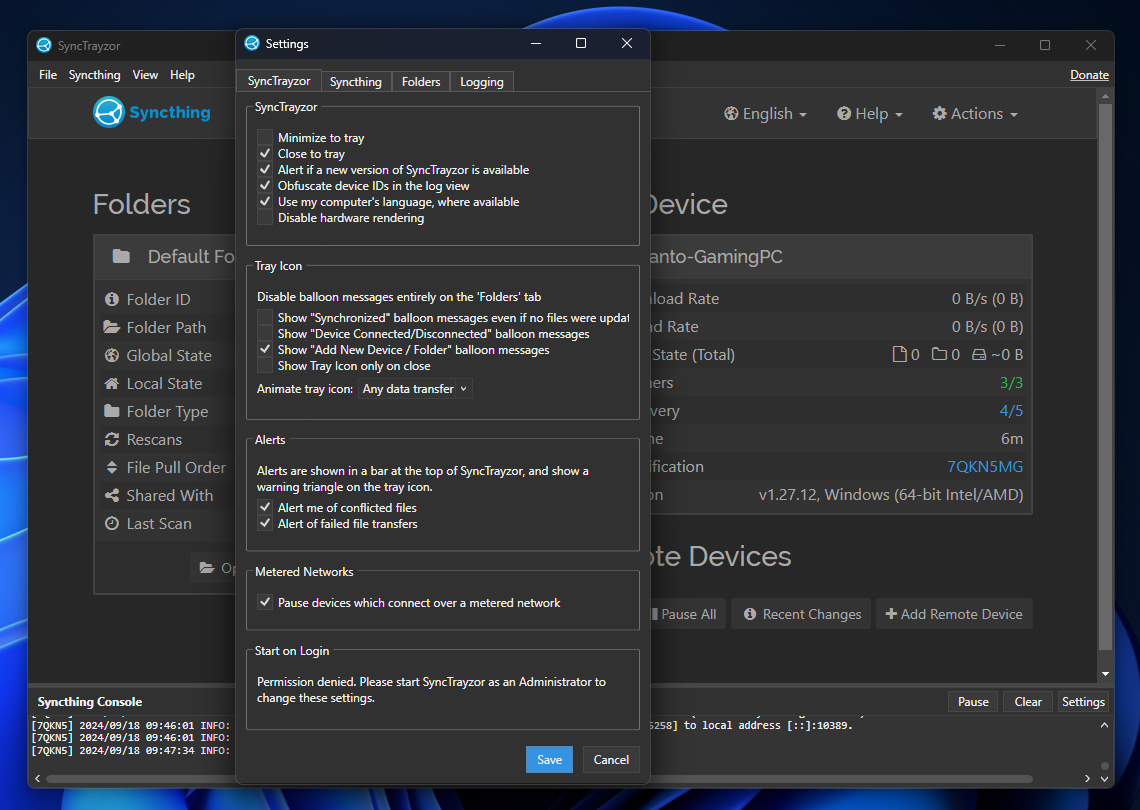 SyncTrayzor
File Syncthing View Help
Donate
Syncthing
English
Help
Actions
Folders
Default Fo
Folder ID
Folder Path
Global State
Local State
Folder Type
Rescans
File Pull Order
Shared With
Last Scan
Settings
SyncTrayzor Syncthing Folders Logging
SyncTrayzor
Minimize to tray
Close to tray
Alert if a new version of SyncTrayzor is available
Obfuscate device IDs in the log view
Use my computer's language, where available
Disable hardware rendering
Tray Icon
Disable balloon messages entirely on the 'Folders' tab
Show "Synchronized" balloon messages even if no files were updat
Show "Device Connected/Disconnected" balloon messages
Show "Add New Device / Folder" balloon messages
Show Tray Icon only on close
Animate tray icon: Any data transfer
Alerts
Alerts are shown in a bar at the top of SyncTrayzor, and show a
warning triangle on the tray icon.
Alert me of conflicted files
Alert of failed file transfers
Metered Networks
Pause devices which connect over a metered network
Start on Login
Permission denied. Please start SyncTrayzor as an Administrator to
change these settings.
Save Cancel
Device
anto-GamingPC
load Rate 0 B/s (0 B)
d Rate 0 B/s (0 B)
State (Total) 0 0 ~0 B
ers 3/3
very 4/5
ne 6m
ification 7QKN5MG
on v1.27.12, Windows (64-bit Intel/AMD)
te Devices
Pause All Recent Changes Add Remote Device
Syncthing Console
Pause Clear Settings
[7QKN5] 2024/09/18 09:46:01 INFO: 5258] to local address [::]:10389.
[7QKN5] 2024/09/18 09:46:01 INFO:
[7QKN5] 2024/09/18 09:47:34 INFO: